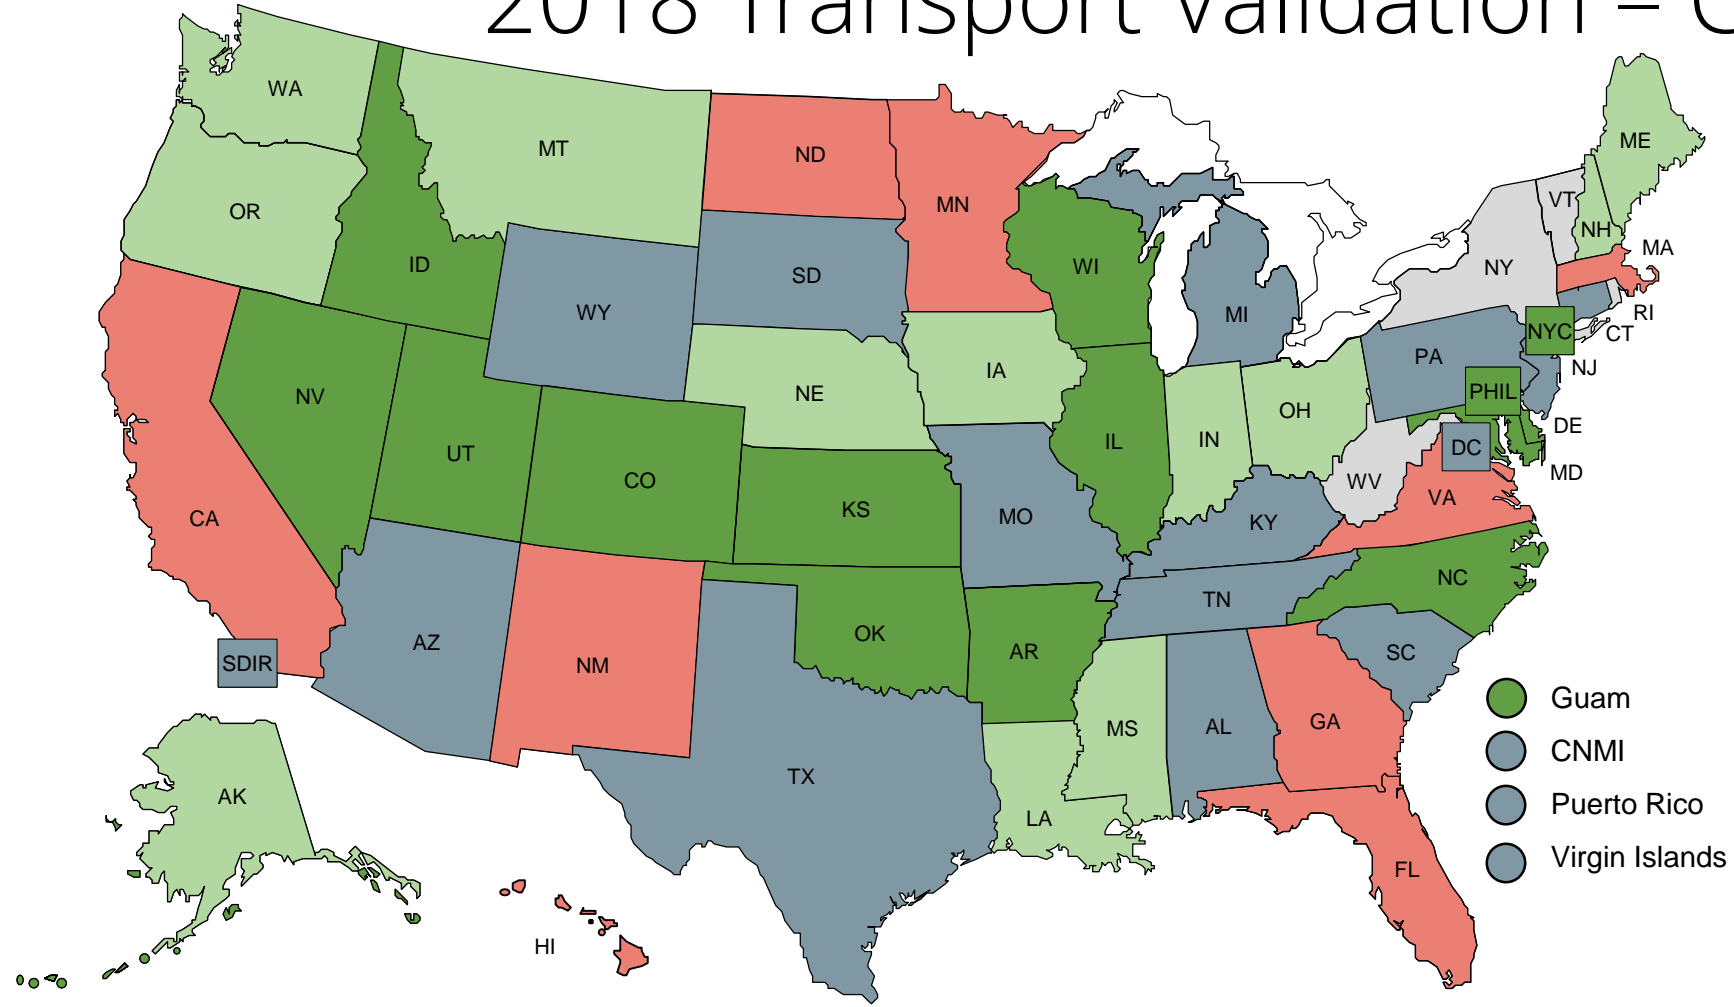 2018 Transport Validation –
WA
MT
ND
MN
ME
OR
ID
VT
NH
MA
WY
SD
WI
MI
NY
RI
CT
NYC
NV
UT
NE
IA
PA
NJ
PHIL
DE
MD
DC
CO
KS
IL
IN
OH
WV
VA
CA
MO
KY
NC
SDIR
AZ
NM
OK
AR
TN
SC
TX
MS
AL
GA
LA
FL
AK
HI
Guam
CNMI
Puerto Rico
Virgin Islands